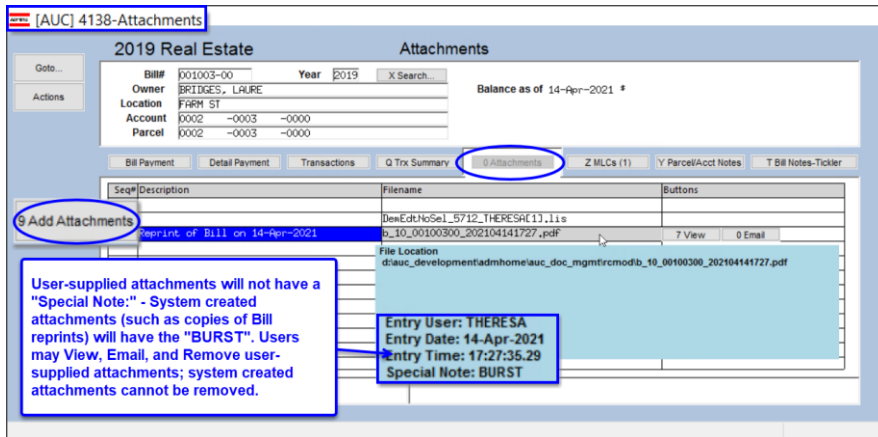 [AUC] 4138-Attachments
2019 Real Estate
Attachments
Goto...
Actions
Bill# 001003-00 Year 2019 X Search...
Owner BRIDGES, LAURE
Balance as of 14-Apr-2021 *
Location FARM ST
Account 0002 -0003 -0000
Parcel 0002 -0003 -0000
Bill Payment Detail Payment Transactions Q Trx Summary 0 Attachments Z MLCs (1) Y Parcel/Acct Notes T Bill Notes-Tickler
Seq# Description Filename Buttons
DemEdtNoSel_5712_THERESA[1].lis
9 Add Attachments
Reprint of Bill on 14-Apr-2021 b_10_00100300_202104141727.pdf 7 View 0 Email
File Location
d:\auc_development\admhome\auc_doc_mgmt\rcmod\b_10_00100300_202104141727.pdf
User-supplied attachments will not have a
"Special Note:" - System created
attachments (such as copies of Bill
reprints) will have the "BURST". Users
may View, Email, and Remove user-
supplied attachments; system created
attachments cannot be removed.
Entry User: THERESA
Entry Date: 14-Apr-2021
Entry Time: 17:27:35.29
Special Note: BURST